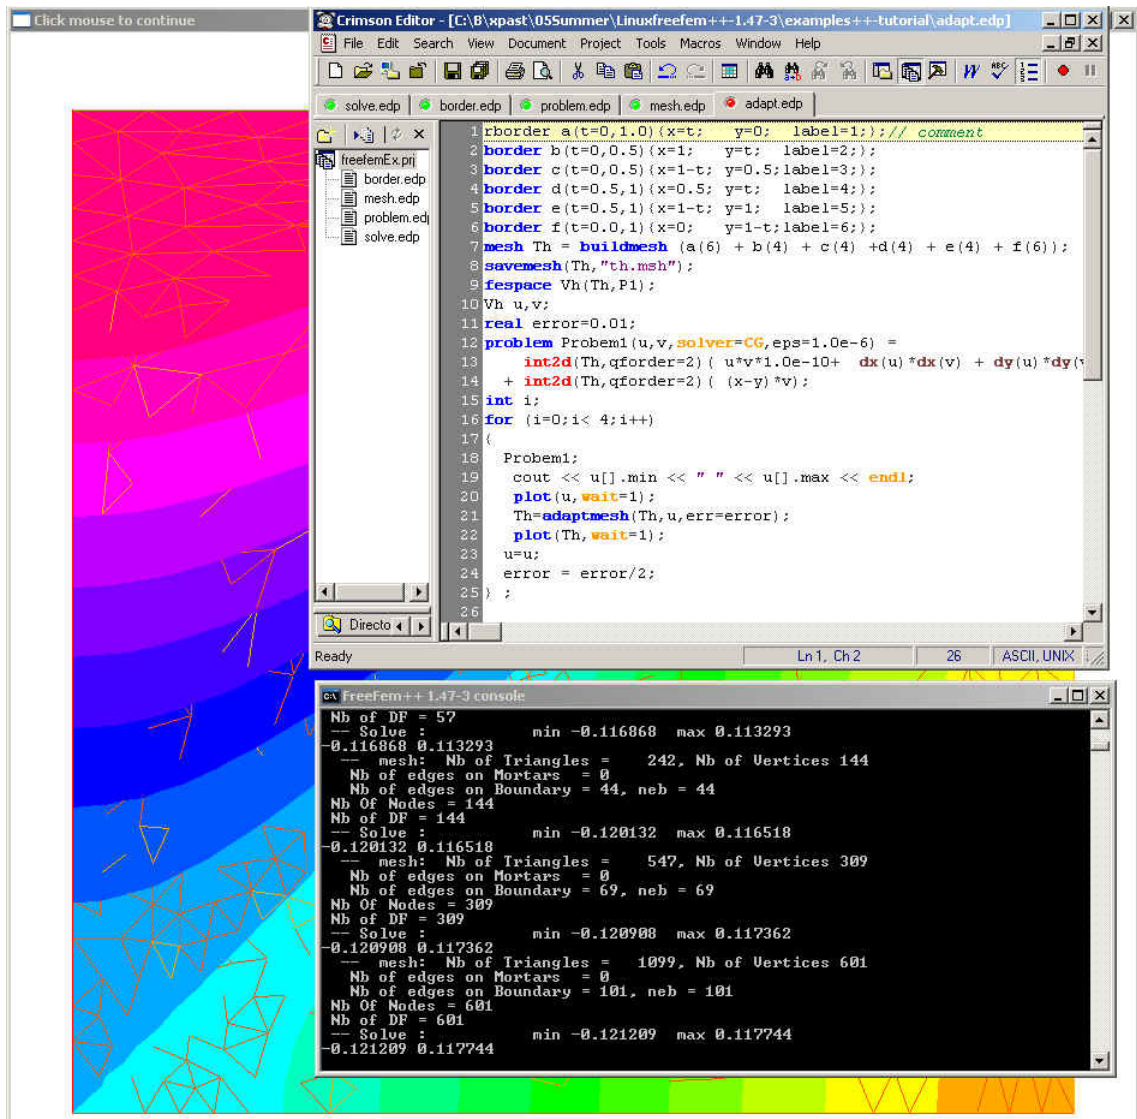 Click mouse to continue
Crimson Editor - [C:\B\xpast\05Summer\Linuxfreefem++-1.47-3\examples++-tutorial\adapt.edp]
File Edit Search View Document Project Tools Macros Window Help
solve.edp border.edp problem.edp mesh.edp adapt.edp
freefemEx.prj
border.edp
mesh.edp
problem.edp
solve.edp
Directo
1 rborder a(t=0,1.0){x=t; y=0; label=1;};// comment
2 border b(t=0,0.5){x=1; y=t; label=2;};
3 border c(t=0,0.5){x=1-t; y=0.5;label=3;};
4 border d(t=0.5,1){x=0.5; y=t; label=4;};
5 border e(t=0.5,1){x=1-t; y=1; label=5;};
6 border f(t=0.0,1){x=0; y=1-t;label=6;};
7 mesh Th = buildmesh (a(6) + b(4) + c(4) +d(4) + e(4) + f(6));
8 savemesh(Th,"th.msh");
9 fespace Vh(Th,P1);
10 Vh u,v;
11 real error=0.01;
12 problem Probem1(u,v,solver=CG,eps=1.0e-6) =
13 int2d(Th,qforder=2)( u*v*1.0e-10+ dx(u)*dx(v) + dy(u)*dy(v
14 + int2d(Th,qforder=2)( (x-y)*v);
15 int i;
16 for (i=0;i< 4;i++)
17 {
18 Probem1;
19 cout << u[].min << " " << u[].max << endl;
20 plot(u,wait=1);
21 Th=adaptmesh(Th,u,err=error);
22 plot(Th,wait=1);
23 u=u;
24 error = error/2;
25 } ;
26
Ready Ln 1, Ch 2 26 ASCII, UNIX
FreeFem++ 1.47-3 console
Nb of DF = 57
-- Solve : min -0.116868 max 0.113293
-0.116868 0.113293
-- mesh: Nb of Triangles = 242, Nb of Vertices 144
Nb of edges on Mortars = 0
Nb of edges on Boundary = 44, neb = 44
Nb Of Nodes = 144
Nb of DF = 144
-- Solve : min -0.120132 max 0.116518
-0.120132 0.116518
-- mesh: Nb of Triangles = 547, Nb of Vertices 309
Nb of edges on Mortars = 0
Nb of edges on Boundary = 69, neb = 69
Nb Of Nodes = 309
Nb of DF = 309
-- Solve : min -0.120908 max 0.117362
-0.120908 0.117362
-- mesh: Nb of Triangles = 1099, Nb of Vertices 601
Nb of edges on Mortars = 0
Nb of edges on Boundary = 101, neb = 101
Nb Of Nodes = 601
Nb of DF = 601
-- Solve : min -0.121209 max 0.117744
-0.121209 0.117744